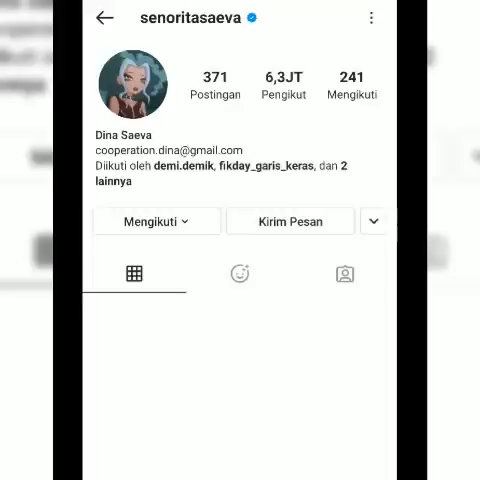 senoritasaeva
371
6,3JT
241
Postingan
Pengikut
Mengikuti
Dina Saeva
cooperation.dina@gmail.com
Diikuti oleh demi.demik, fikday_garis_keras, dan 2
lainnya
Mengikuti
Kirim Pesan